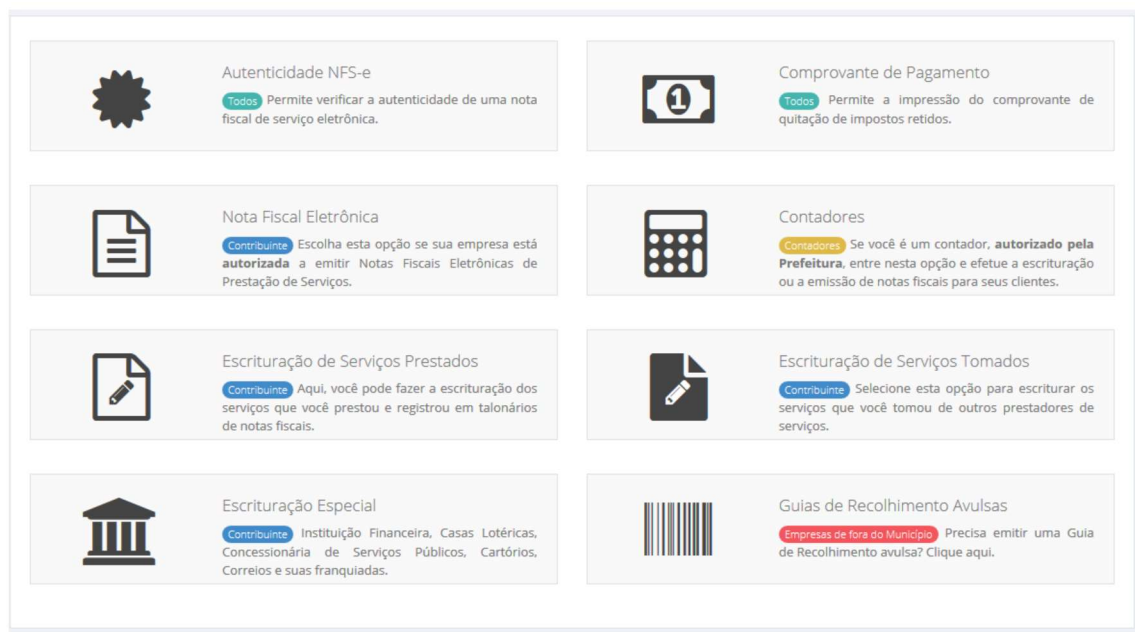 Autenticidade NFS-e
Todos Permite verificar a autenticidade de uma nota
fiscal de serviço eletrônica.
1
Comprovante de Pagamento
Todos Permite a impressão do comprovante de
quitação de impostos retidos.
Nota Fiscal Eletrônica
Contribuinte Escolha esta opção se sua empresa está
autorizada a emitir Notas Fiscais Eletrônicas de
Prestação de Serviços.
Contadores
Contadores Se você é um contador, autorizado pela
Prefeitura, entre nesta opção e efetue a escrituração
ou a emissão de notas fiscais para seus clientes.
Escrituração de Serviços Prestados
Contribuinte Aqui, você pode fazer a escrituração dos
serviços que você prestou e registrou em talonários
de notas fiscais.
Escrituração de Serviços Tomados
Contribuinte Selecione esta opção para escriturar os
serviços que você tomou de outros prestadores de
serviços.
Escrituração Especial
Contribuinte Instituição Financeira, Casas Lotéricas,
Concessionária de Serviços Públicos, Cartórios,
Correios e suas franquiadas.
Guias de Recolhimento Avulsas
Empresas de fora do Município Precisa emitir uma Guia
de Recolhimento avulsa? Clique aqui.